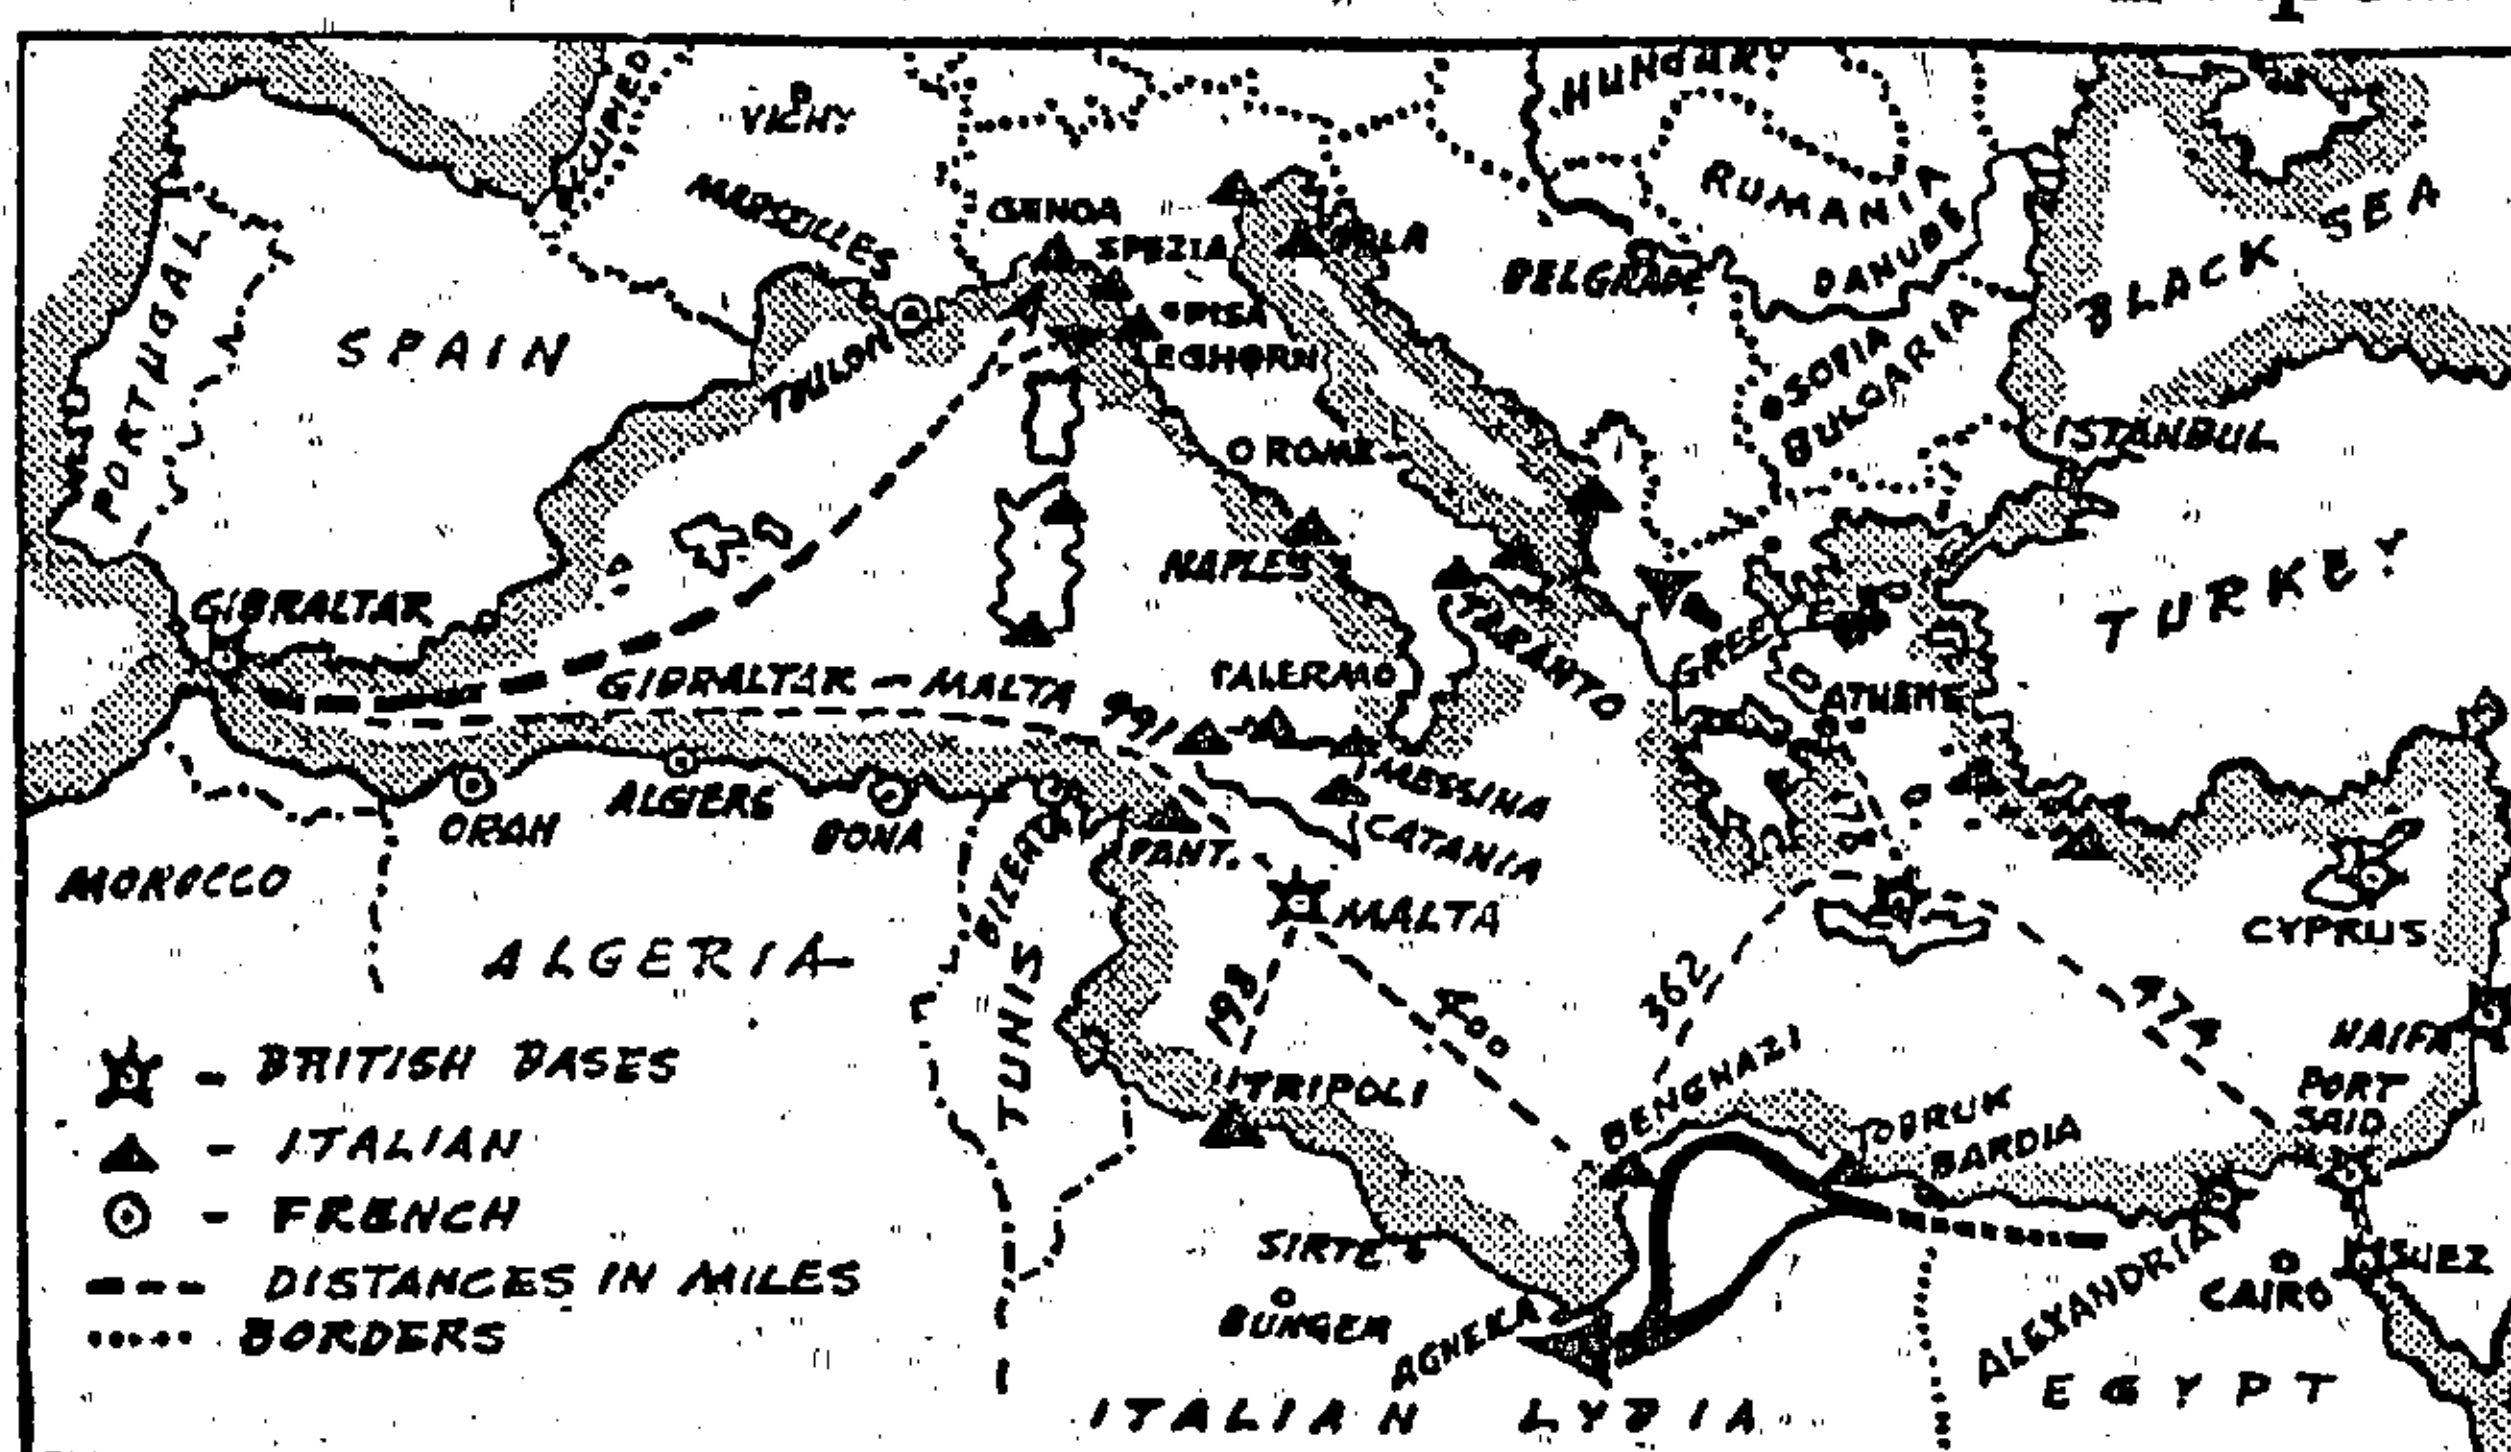 HUNGARY
VICHY
RUMANIA
MARSEILLES
GENOA
SPEZIA
POLA
BELGRADE
DANUBE
BLACK SEA
PORTUGAL
SPAIN
PISA
LEGHORN
TOULON
SOFIA
BULGARIA
ROME
ISTANBUL
NAPLES
TARANTO
TURKEY
GIBRALTAR
GIBRALTAR - MALTA 991
PALERMO
ATHENS
MESSINA
ORAN
ALGIERS
BONA
BIZERTA
PANT.
CATANIA
MOROCCO
MALTA
CYPRUS
ALGERIA
TUNIS
198
400
362
HAIFA
BRITISH BASES
TRIPOLI
BENGHAZI
TOBRUK
BARDIA
PORT
SAID
ITALIAN
FRENCH
SIRTE
ALEXANDRIA
CAIRO
SUEZ
DISTANCES IN MILES
BORDERS
BUNGEM
AGHEILA
EGYPT
ITALIAN LYBIA